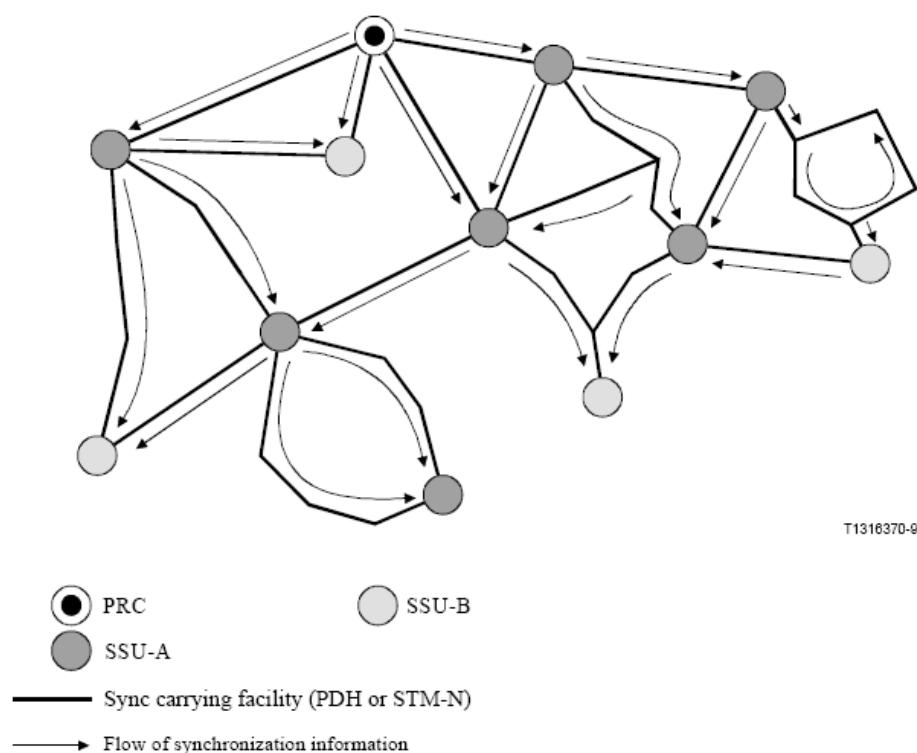 T1316370-9
PRC
SSU-B
SSU-A
Sync carrying facility (PDH or STM-N)
Flow of synchronization information